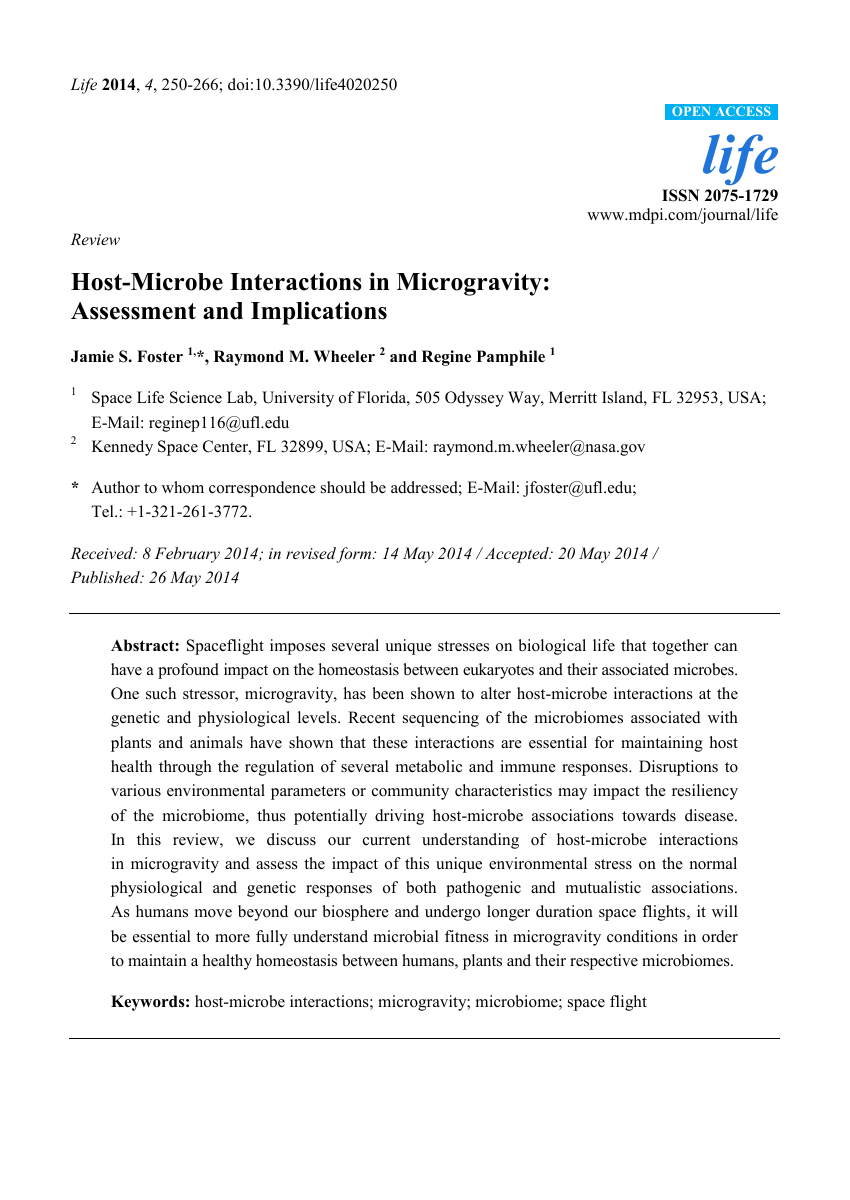 Life 2014, 4, 250-266; doi:10.3390/life4020250
OPEN ACCESS
life
ISSN 2075-1729
www.mdpi.com/journal/life
Review
Host-Microbe Interactions in Microgravity:
Assessment and Implications
Jamie S. Foster 1,*, Raymond M. Wheeler 2 and Regine Pamphile 1
1 Space Life Science Lab, University of Florida, 505 Odyssey Way, Merritt Island, FL 32953, USA;
E-Mail: reginep116@ufl.edu
2 Kennedy Space Center, FL 32899, USA; E-Mail: raymond.m.wheeler@nasa.gov
* Author to whom correspondence should be addressed; E-Mail: jfoster@ufl.edu;
Tel.: +1-321-261-3772.
Received: 8 February 2014; in revised form: 14 May 2014 / Accepted: 20 May 2014 /
Published: 26 May 2014
Abstract: Spaceflight imposes several unique stresses on biological life that together can
have a profound impact on the homeostasis between eukaryotes and their associated microbes.
One such stressor, microgravity, has been shown to alter host-microbe interactions at the
genetic and physiological levels. Recent sequencing of the microbiomes associated with
plants and animals have shown that these interactions are essential for maintaining host
health through the regulation of several metabolic and immune responses. Disruptions to
various environmental parameters or community characteristics may impact the resiliency
of the microbiome, thus potentially driving host-microbe associations towards disease.
In this review, we discuss our current understanding of host-microbe interactions
in microgravity and assess the impact of this unique environmental stress on the normal
physiological and genetic responses of both pathogenic and mutualistic associations.
As humans move beyond our biosphere and undergo longer duration space flights, it will
be essential to more fully understand microbial fitness in microgravity conditions in order
to maintain a healthy homeostasis between humans, plants and their respective microbiomes.
Keywords: host-microbe interactions; microgravity; microbiome; space flight